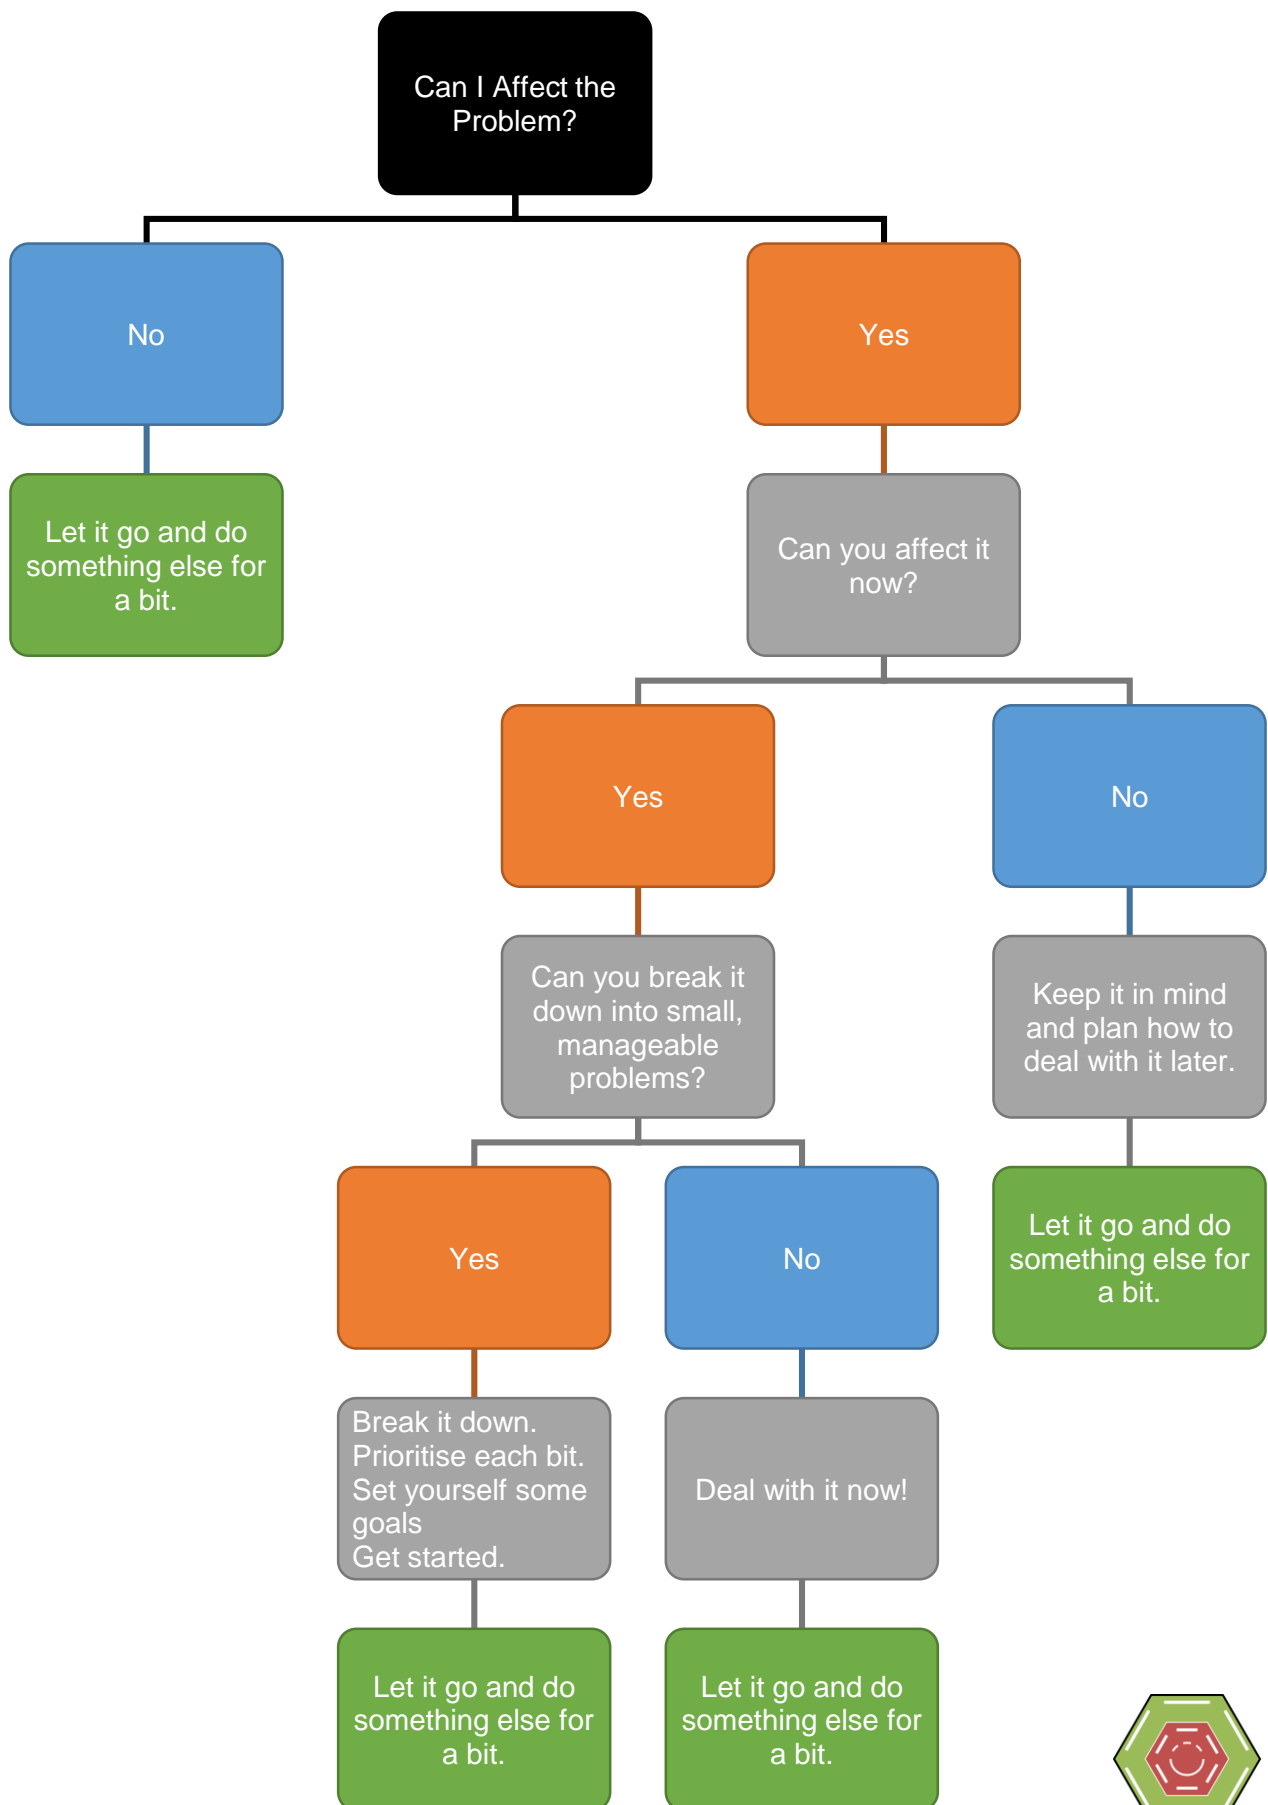 Can I Affect the
Problem?
No
Yes
Let it go and do
something else for
a bit.
Can you affect it
now?
Yes
No
Can you break it
down into small,
manageable
problems?
Keep it in mind
and plan how to
deal with it later.
Yes
No
Let it go and do
something else for
a bit.
Break it down.
Prioritise each bit.
Set yourself some
goals
Get started.
Deal with it now!
Let it go and do
something else for
a bit.
Let it go and do
something else for
a bit.